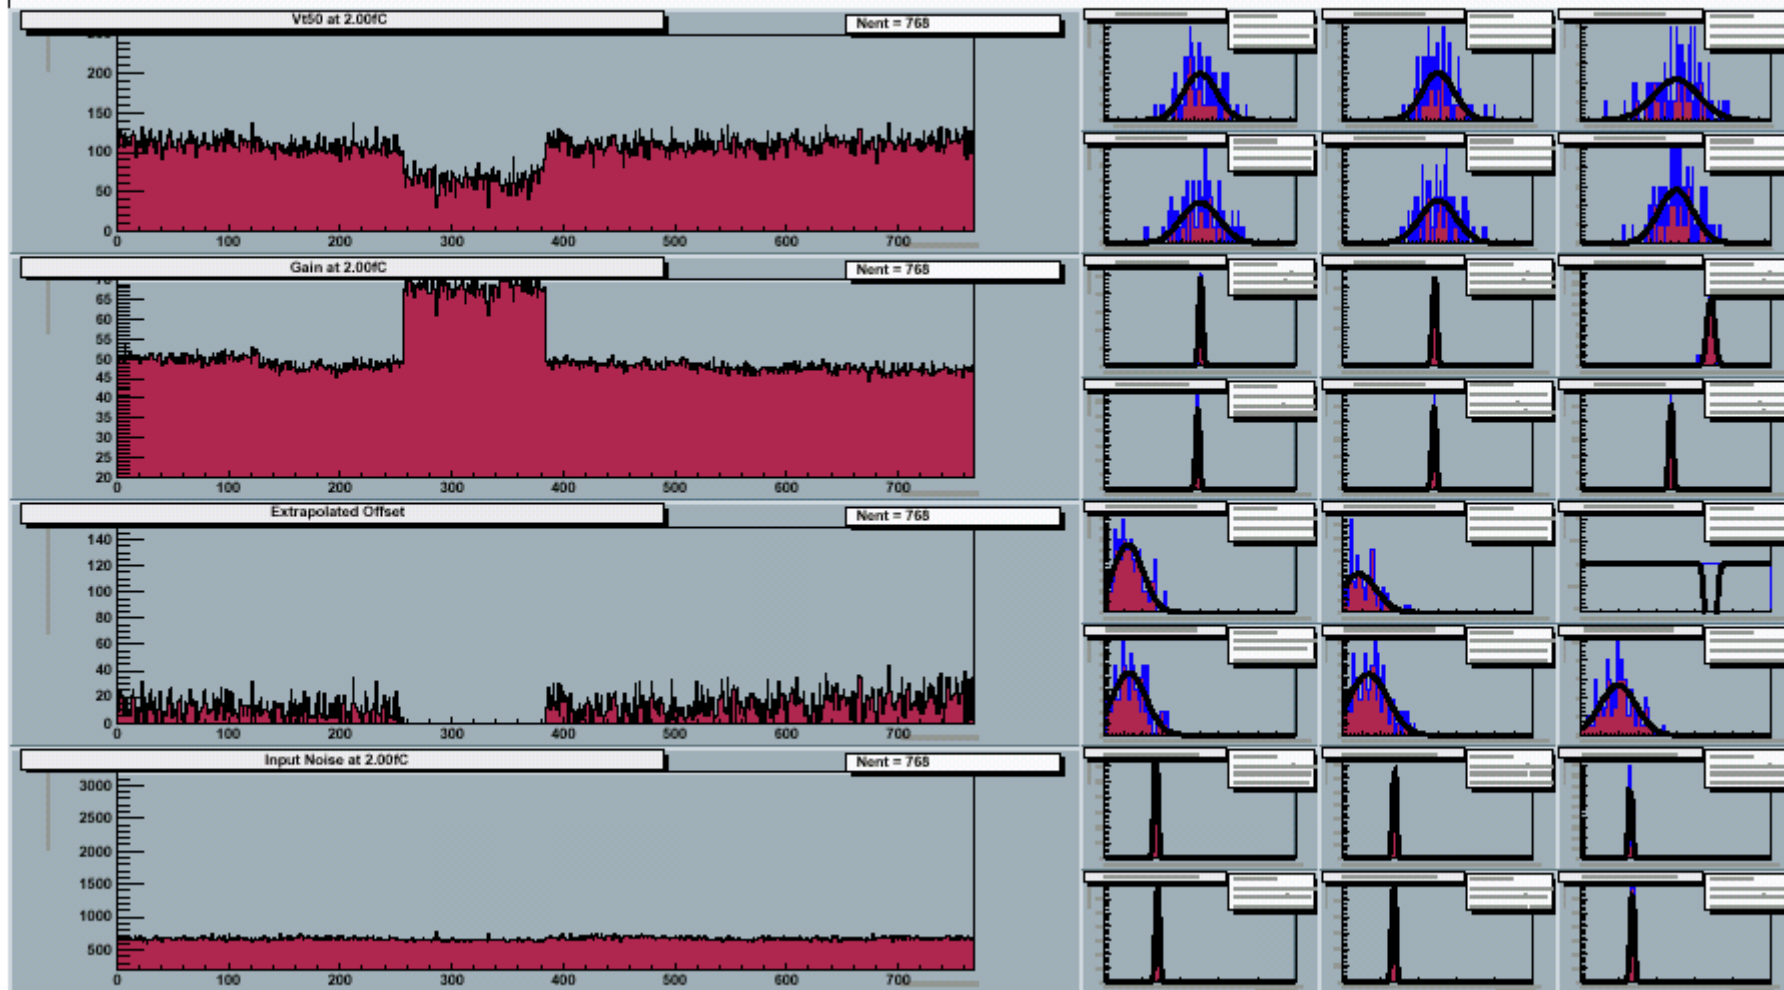 Vt50 at 2.00fC
Nent = 768
200
150
100
50
0
0 100 200 300 400 500 600 700
Gain at 2.00fC
Nent = 768
65
60
55
50
45
40
35
30
25
20
0 100 200 300 400 500 600 700
Extrapolated Offset
Nent = 768
140
120
100
80
60
40
20
0
0 100 200 300 400 500 600 700
Input Noise at 2.00fC
Nent = 768
3000
2500
2000
1500
1000
500
0 100 200 300 400 500 600 700